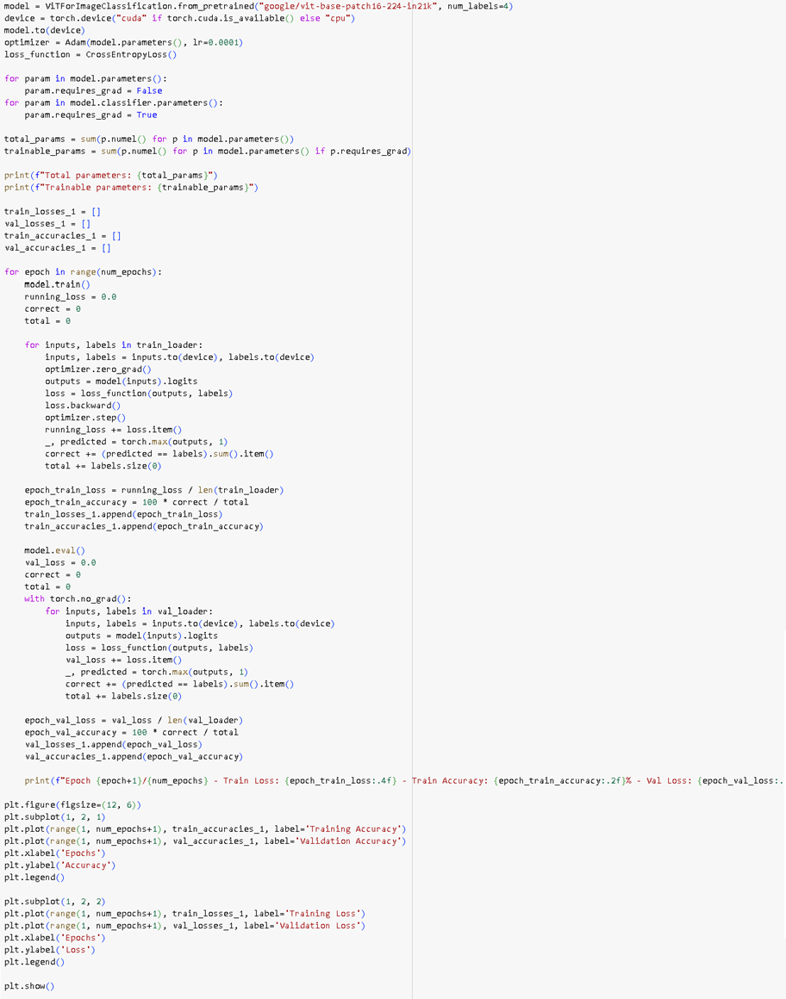 model = ViTForImageClassification.from_pretrained("google/vit-base-patch16-224-in21k", num_labels=4)
device = torch.device("cuda" if torch.cuda.is_available() else "cpu")
model.to(device)
optimizer = Adam(model.parameters(), lr=0.0001)
loss_function = CrossEntropyLoss()

for param in model.parameters():
    param.requires_grad = False
for param in model.classifier.parameters():
    param.requires_grad = True

total_params = sum(p.numel() for p in model.parameters())
trainable_params = sum(p.numel() for p in model.parameters() if p.requires_grad)

print(f"Total parameters: {total_params}")
print(f"Trainable parameters: {trainable_params}")

train_losses_1 = []
val_losses_1 = []
train_accuracies_1 = []
val_accuracies_1 = []

for epoch in range(num_epochs):
    model.train()
    running_loss = 0.0
    correct = 0
    total = 0

    for inputs, labels in train_loader:
        inputs, labels = inputs.to(device), labels.to(device)
        optimizer.zero_grad()
        outputs = model(inputs).logits
        loss = loss_function(outputs, labels)
        loss.backward()
        optimizer.step()
        running_loss += loss.item()
        _, predicted = torch.max(outputs, 1)
        correct += (predicted == labels).sum().item()
        total += labels.size(0)

    epoch_train_loss = running_loss / len(train_loader)
    epoch_train_accuracy = 100 * correct / total
    train_losses_1.append(epoch_train_loss)
    train_accuracies_1.append(epoch_train_accuracy)

    model.eval()
    val_loss = 0.0
    correct = 0
    total = 0
    with torch.no_grad():
        for inputs, labels in val_loader:
            inputs, labels = inputs.to(device), labels.to(device)
            outputs = model(inputs).logits
            loss = loss_function(outputs, labels)
            val_loss += loss.item()
            _, predicted = torch.max(outputs, 1)
            correct += (predicted == labels).sum().item()
            total += labels.size(0)

    epoch_val_loss = val_loss / len(val_loader)
    epoch_val_accuracy = 100 * correct / total
    val_losses_1.append(epoch_val_loss)
    val_accuracies_1.append(epoch_val_accuracy)

    print(f"Epoch {epoch+1}/{num_epochs} - Train Loss: {epoch_train_loss:.4f} - Train Accuracy: {epoch_train_accuracy:.2f}% - Val Loss: {epoch_val_loss:.

plt.figure(figsize=(12, 6))
plt.subplot(1, 2, 1)
plt.plot(range(1, num_epochs+1), train_accuracies_1, label='Training Accuracy')
plt.plot(range(1, num_epochs+1), val_accuracies_1, label='Validation Accuracy')
plt.xlabel('Epochs')
plt.ylabel('Accuracy')
plt.legend()

plt.subplot(1, 2, 2)
plt.plot(range(1, num_epochs+1), train_losses_1, label='Training Loss')
plt.plot(range(1, num_epochs+1), val_losses_1, label='Validation Loss')
plt.xlabel('Epochs')
plt.ylabel('Loss')
plt.legend()

plt.show()